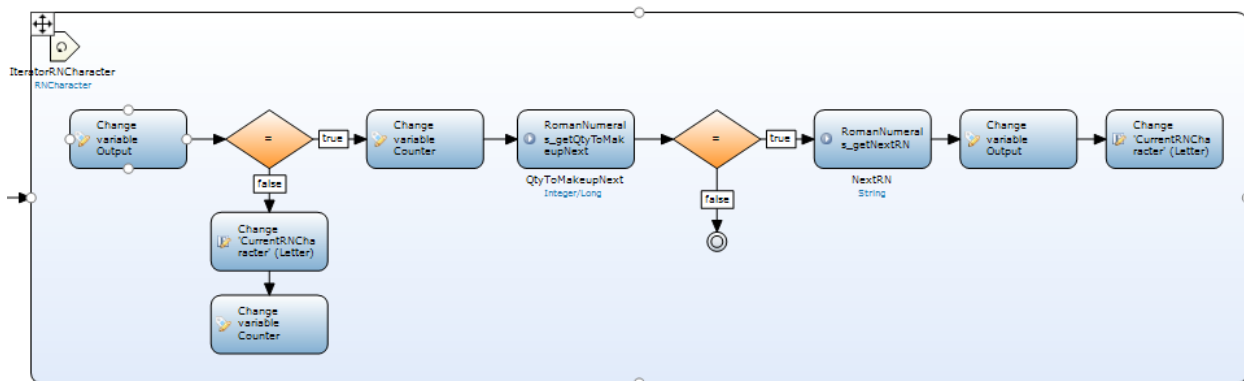 IteratorRNCharacter
RNCharacter
Change
variable
Output
=
true
false
Change
variable
Counter
RomanNumeral
s_getQtyToMak
eupNext
QtyToMakeupNext
Integer/Long
=
true
false
RomanNumeral
s_getNextRN
NextRN
String
Change
variable
Output
Change
'CurrentRNCha
racter' (Letter)
Change
'CurrentRNCha
racter' (Letter)
Change
variable
Counter